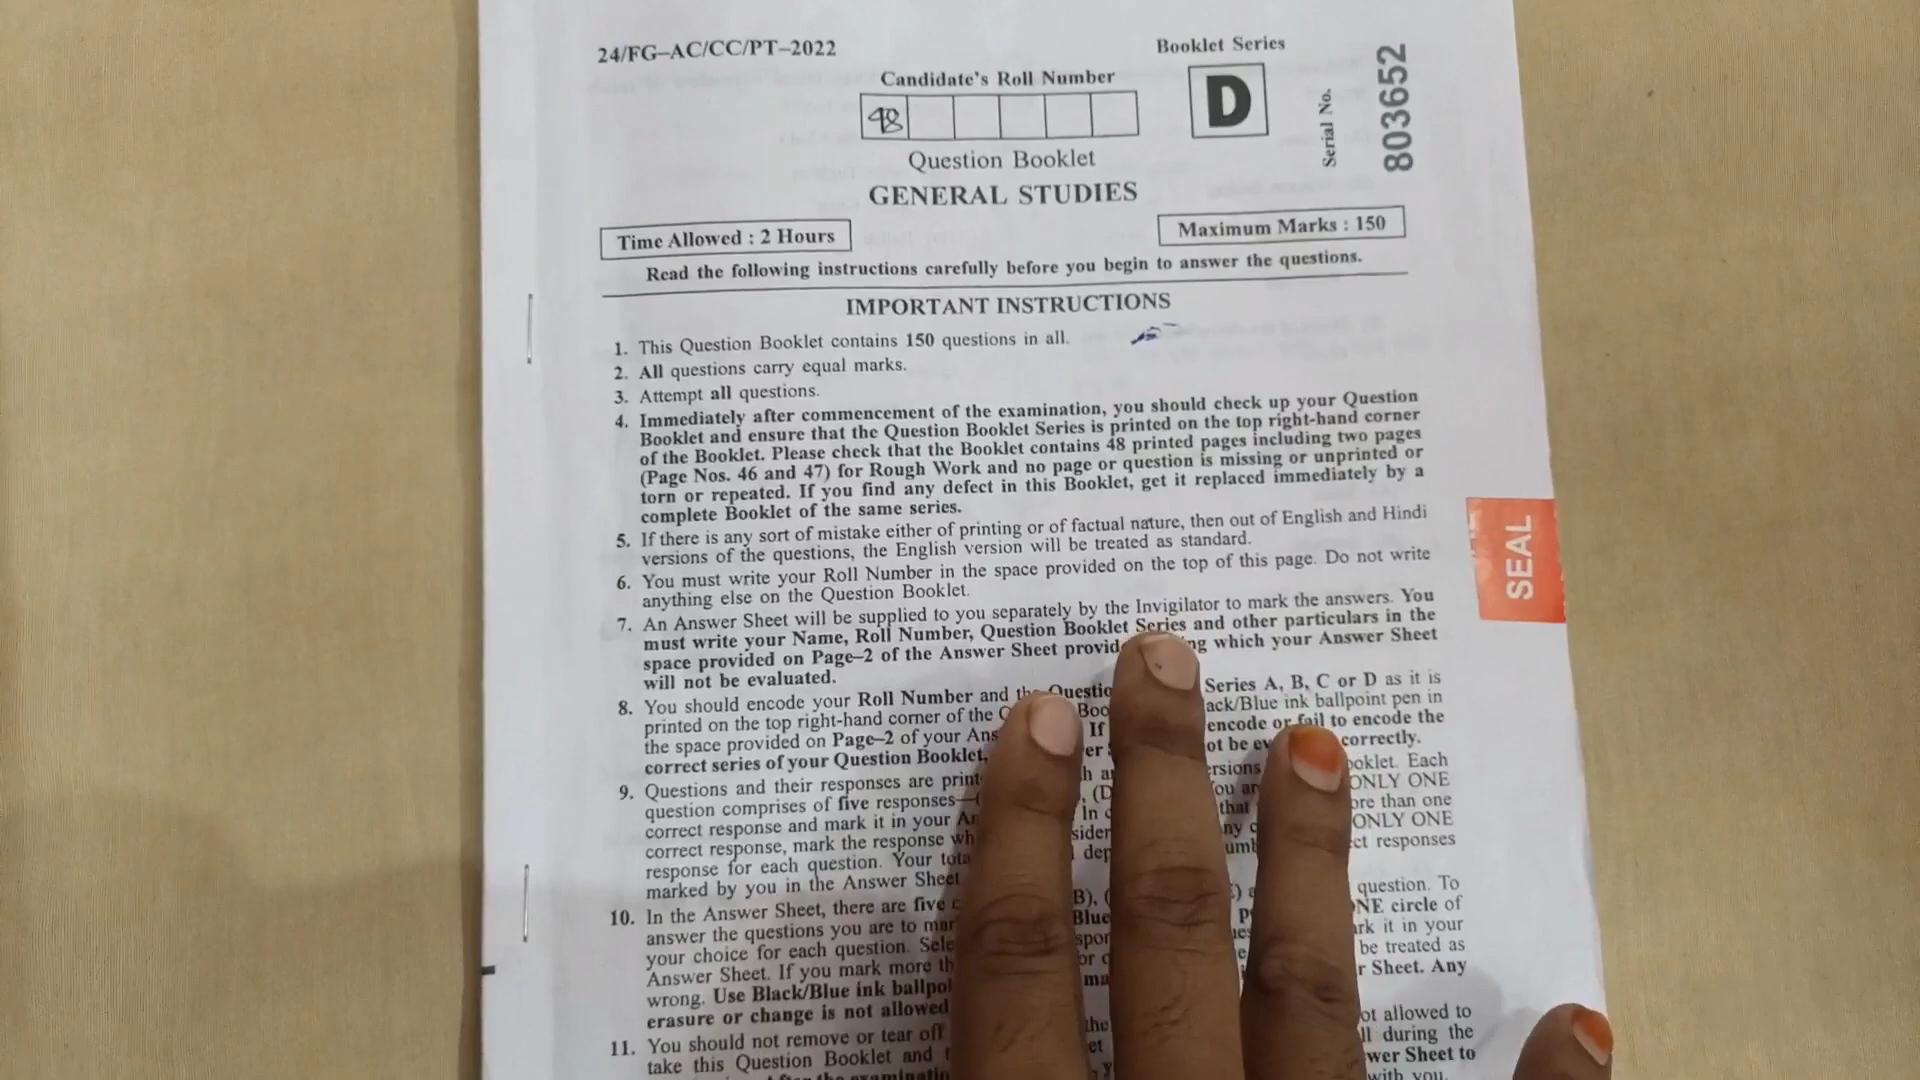 24/FG–AC/CC/PT–2022
Booklet Series
Candidate's Roll Number
48
D
Serial No.
803652
Question Booklet
GENERAL STUDIES
Time Allowed : 2 Hours
Maximum Marks : 150
Read the following instructions carefully before you begin to answer the questions.
IMPORTANT INSTRUCTIONS
1. This Question Booklet contains 150 questions in all.
2. All questions carry equal marks.
3. Attempt all questions.
4. Immediately after commencement of the examination, you should check up your Question
Booklet and ensure that the Question Booklet Series is printed on the top right-hand corner
of the Booklet. Please check that the Booklet contains 48 printed pages including two pages
(Page Nos. 46 and 47) for Rough Work and no page or question is missing or unprinted or
torn or repeated. If you find any defect in this Booklet, get it replaced immediately by a
complete Booklet of the same series.
5. If there is any sort of mistake either of printing or of factual nature, then out of English and Hindi
versions of the questions, the English version will be treated as standard.
6. You must write your Roll Number in the space provided on the top of this page. Do not write
anything else on the Question Booklet.
7. An Answer Sheet will be supplied to you separately by the Invigilator to mark the answers. You
must write your Name, Roll Number, Question Booklet Series and other particulars in the
space provided on Page–2 of the Answer Sheet which your Answer Sheet
will not be evaluated.
SEAL
8. You should encode your Roll Number and the Series A, B, C or D as it is
printed on the top right-hand corner of the ink ballpoint pen in
the space provided on Page–2 of your If encode or fail to encode the
correct series of your Question Booklet, correctly.
9. Questions and their responses are Each
question comprises of five responses— ONLY ONE
correct response and mark it in your that more than one
correct response, mark the response ONLY ONE
response for each question. Your responses
marked by you in the Answer Sheet
10. In the Answer Sheet, there are five question. To
answer the questions you are to circle of
your choice for each question. mark it in your
Answer Sheet. If you mark more be treated as
wrong. Use Black/Blue ink Sheet. Any
erasure or change is not allowed
11. You should not remove or tear off the allowed to
take this Question Booklet and during the
Sheet to
with you.